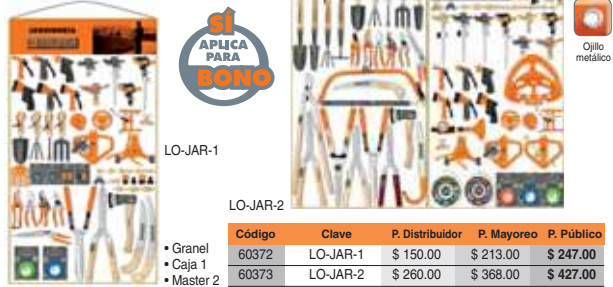 JARDINERÍA
SÍ
APLICA
PARA
BONO
Ojillo
metálico
LO-JAR-1
LO-JAR-2
• Granel
• Caja 1
• Master 2
Código Clave P. Distribuidor P. Mayoreo P. Público
60372 LO-JAR-1 $ 150.00 $ 213.00 $ 247.00
60373 LO-JAR-2 $ 260.00 $ 368.00 $ 427.00